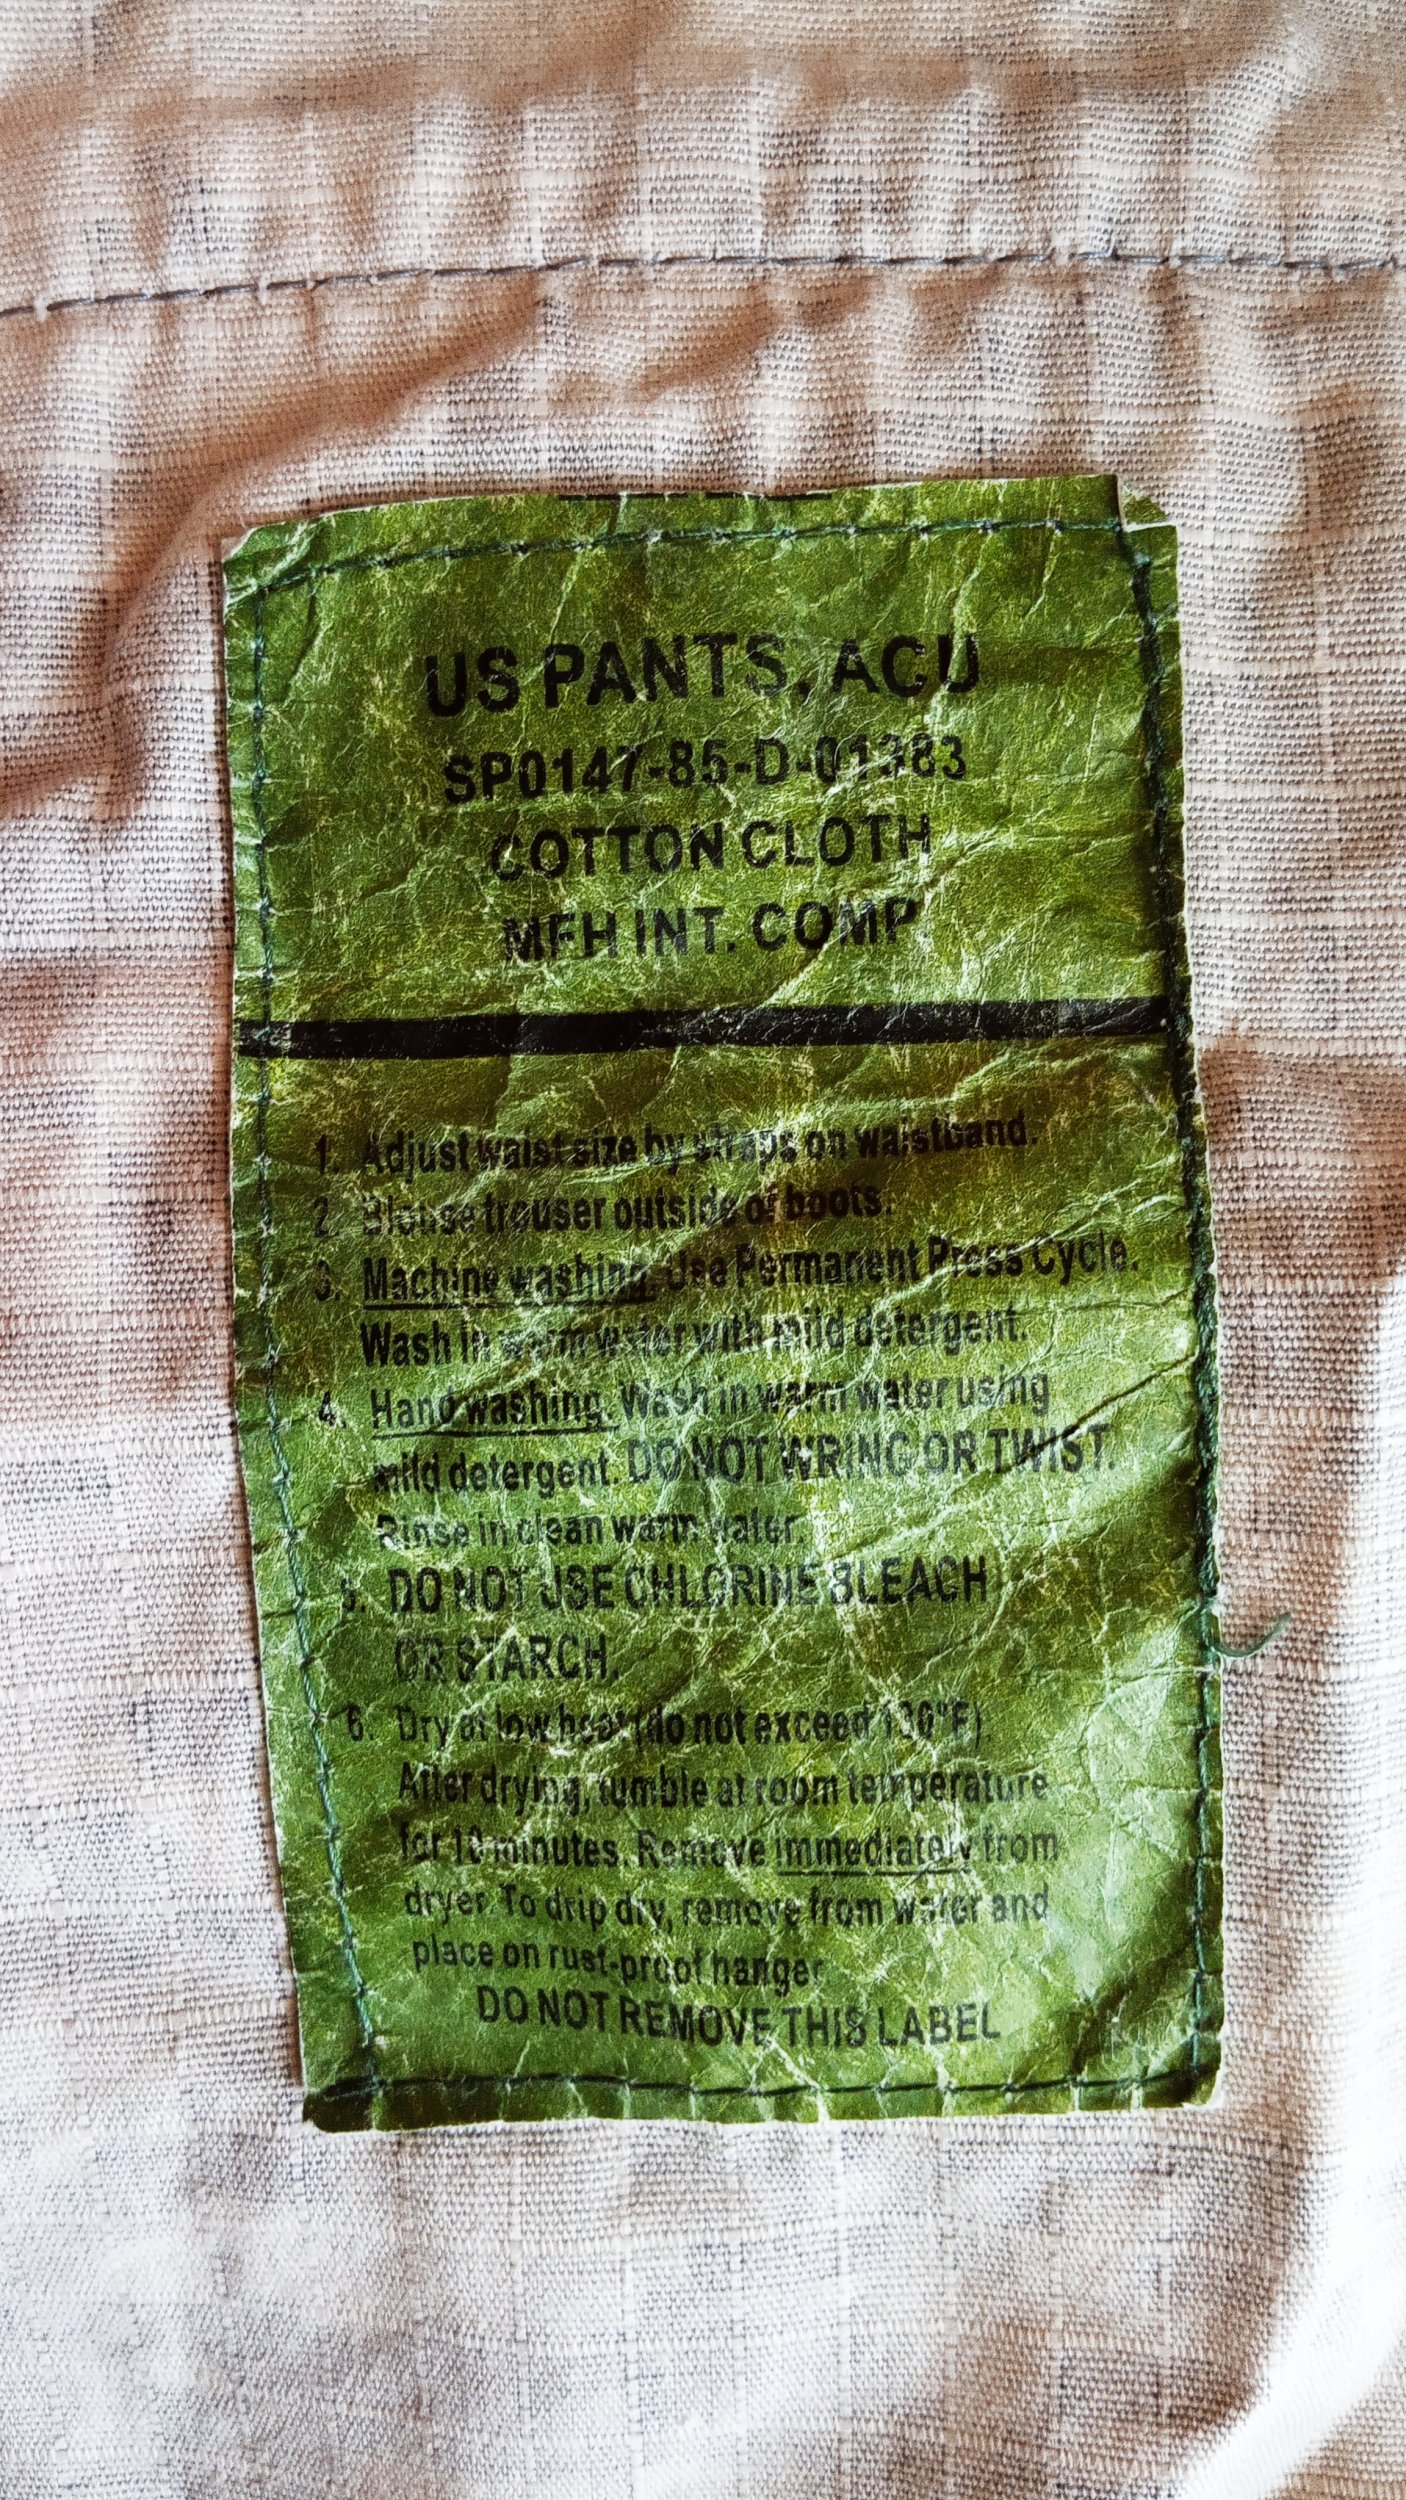 US PANTS, ACU
SP0147-85-D-01383
COTTON CLOTH
MFH INT. COMP
1. Adjust waist size by straps on waistband.
2. Blouse trouser outside of boots.
3. Machine washing. Use Permanent Press Cycle.
Wash in warm water with mild detergent.
4. Hand washing. Wash in warm water using
mild detergent. DO NOT WRING OR TWIST.
Rinse in clean warm water.
5. DO NOT USE CHLORINE BLEACH
OR STARCH.
6. Dry at low heat (do not exceed 130°F).
After drying, tumble at room temperature
for 10 minutes. Remove immediately from
dryer. To drip dry, remove from water and
place on rust-proof hanger
DO NOT REMOVE THIS LABEL